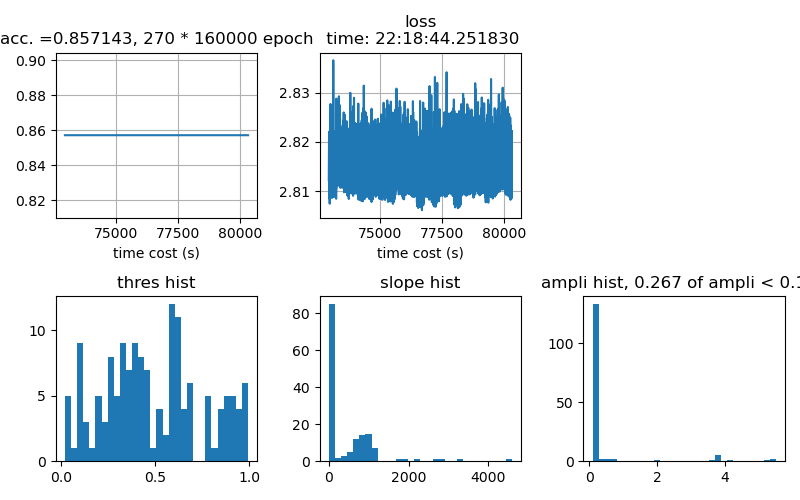 loss
acc. =0.857143, 270 * 160000 epoch time: 22:18:44.251830
0.90
0.88
0.86
0.84
0.82
75000 77500 80000
time cost (s)
2.83
2.82
2.81
75000 77500 80000
time cost (s)
thres hist
10
5
0
0.0 0.5 1.0
slope hist
80
60
40
20
0
0 2000 4000
ampli hist, 0.267 of ampli < 0.1
100
50
0
0 2 4